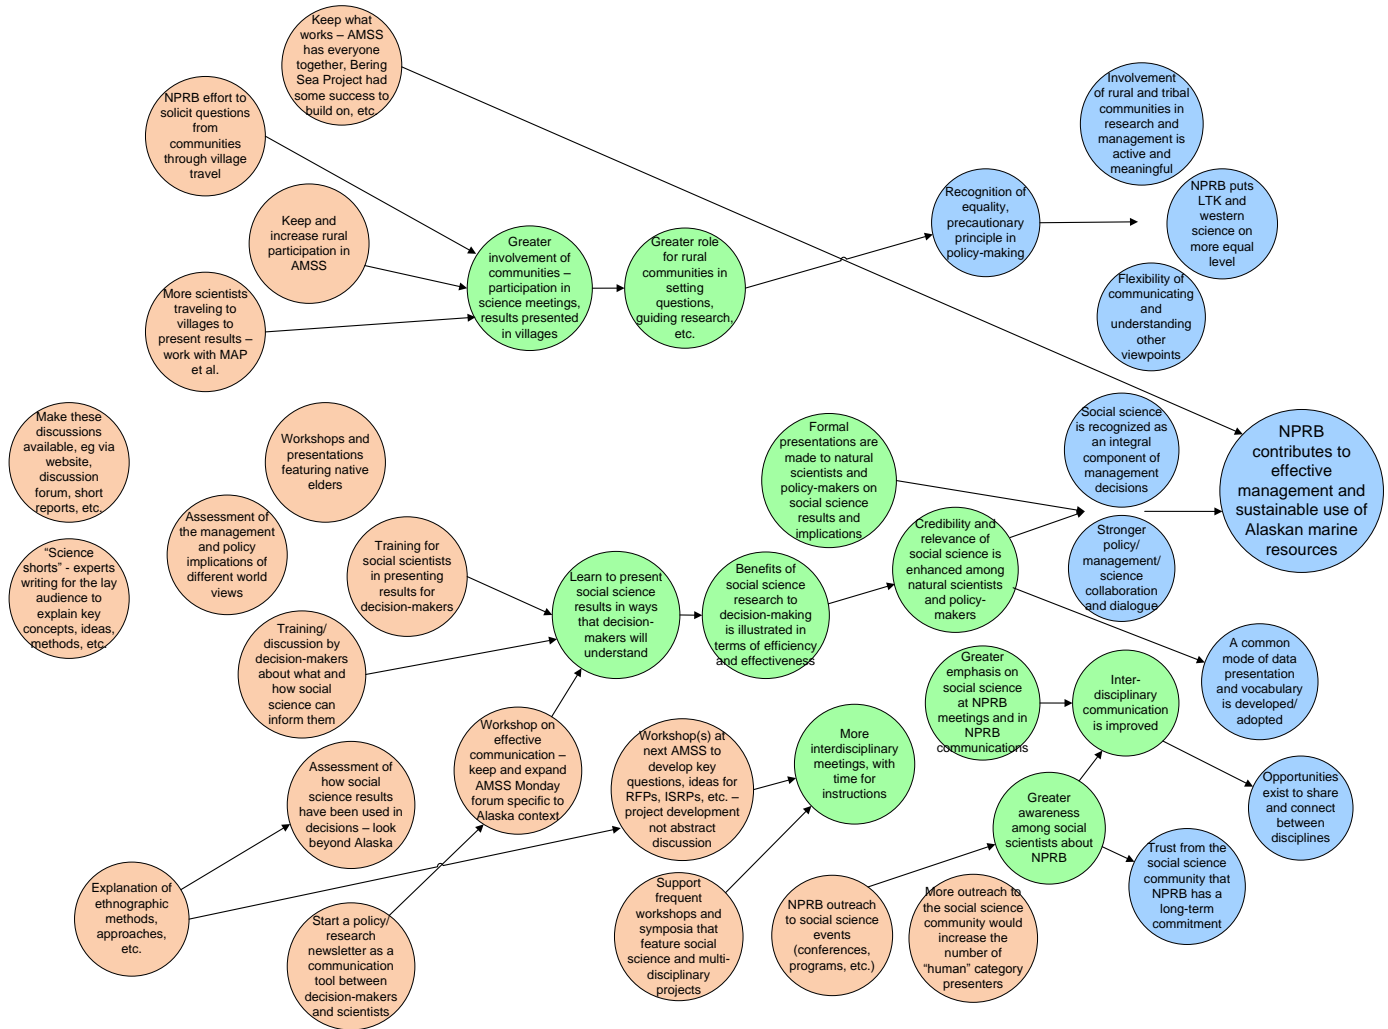 Keep what
works – AMSS
has everyone
together, Bering
Sea Project had
some success to
build on, etc
NPRB effort to
solicit questions
from
communities
through village
travel
Keep and
increase rural
participation in
AMSS
More scientists
traveling to
villages to
present results –
work with MAP
et al.
Greater
involvement of
communities –
participation in
science meetings,
results presented
in villages
Greater role
for rural
communities in
setting
questions,
guiding research,
etc.
Recognition of
equality,
precautionary
principle in
policy-making
Involvement
of rural and tribal
communities in
research and
management is
active and
meaningful
NPRB puts
LTK and
western
science on
more equal
level
Flexibility of
communicating
and
understanding
other
viewpoints
Make these
discussions
available, eg via
website,
discussion
forum, short
reports, etc.
Workshops and
presentations
featuring native
elders
Assessment of
the management
and policy
implications of
different world
views
"Science
shorts" - experts
writing for the lay
audience to
explain key
concepts, ideas,
methods, etc.
Training for
social scientists
in presenting
results for
decision-makers
Training/
discussion by
decision-makers
about what and
how social
science can
inform them
Learn to present
social science
results in ways
that decision-
makers will
understand
Benefits of
social science
research to
decision-making
is illustrated in
terms of efficiency
and effectiveness
Formal
presentations are
made to natural
scientists and
policy-makers on
social science
results and
implications
Credibility and
relevance of
social science is
enhanced among
natural scientists
and policy-
makers
Social science
is recognized as
an integral
component of
management
decisions
Stronger
policy/
management/
science
collaboration
and dialogue
NPRB
contributes to
effective
management and
sustainable use of
Alaskan marine
resources
A common
mode of data
presentation
and vocabulary
is developed/
adopted
Greater
emphasis on
social science
at NPRB
meetings and in
NPRB
communications
Inter-
disciplinary
communication
is improved
Opportunities
exist to share
and connect
between
disciplines
Assessment of
how social
science results
have been used in
decisions – look
beyond Alaska
Workshop on
effective
communication –
keep and expand
AMSS Monday
forum specific to
Alaska context
Workshop(s) at
next AMSS to
develop key
questions, ideas for
RFPs, ISRPs, etc. –
project development
not abstract
discussion
More
interdisciplinary
meetings, with
time for
instructions
Greater
awareness
among social
scientists about
NPRB
Trust from the
social science
community that
NPRB has a
long-term
commitment
Explanation of
ethnographic
methods,
approaches,
etc.
Start a policy/
research
newsletter as a
communication
tool between
decision-makers
and scientists
Support
frequent
workshops and
symposia that
feature social
science and multi-
disciplinary
projects
NPRB outreach
to social science
events
(conferences,
programs, etc.)
More outreach to
the social science
community would
increase the
number of
"human" category
presenters